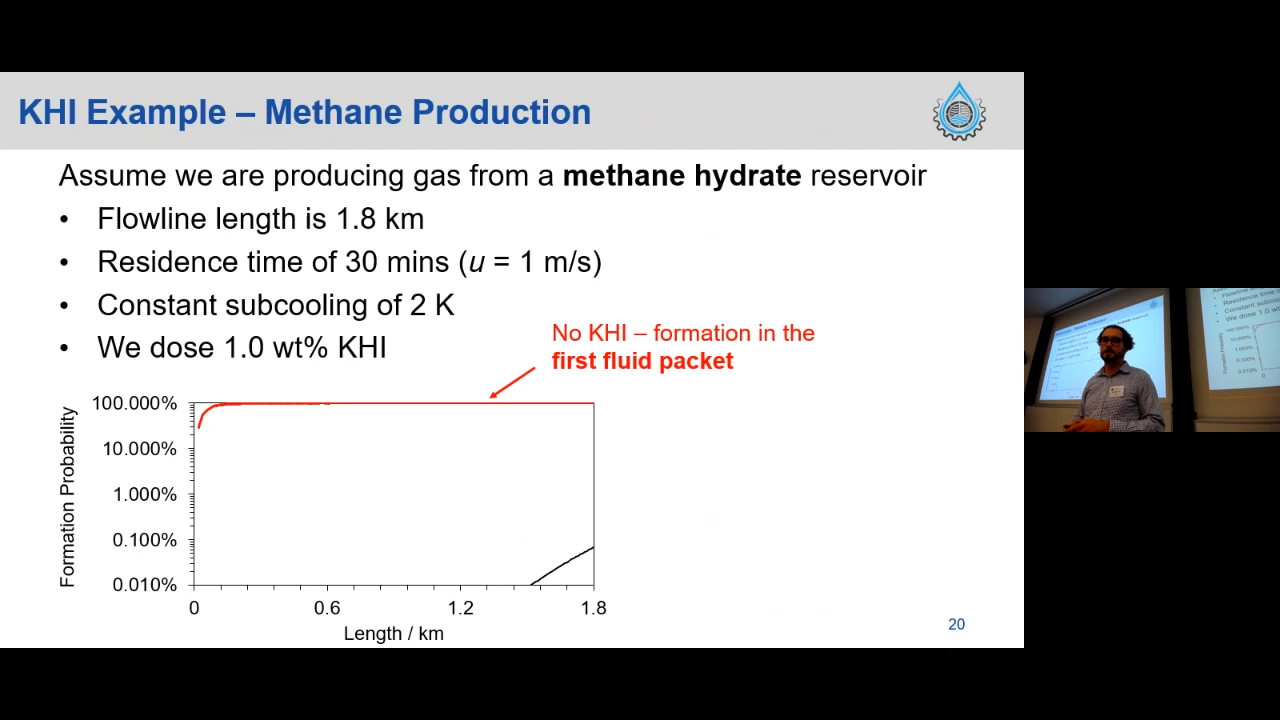 KHI Example – Methane Production
Assume we are producing gas from a methane hydrate reservoir
• Flowline length is 1.8 km
• Residence time of 30 mins (u = 1 m/s)
• Constant subcooling of 2 K
• We dose 1.0 wt% KHI
No KHI – formation in the
first fluid packet
Formation Probability
100.000%
10.000%
1.000%
0.100%
0.010%
0 0.6 1.2 1.8
Length / km
20